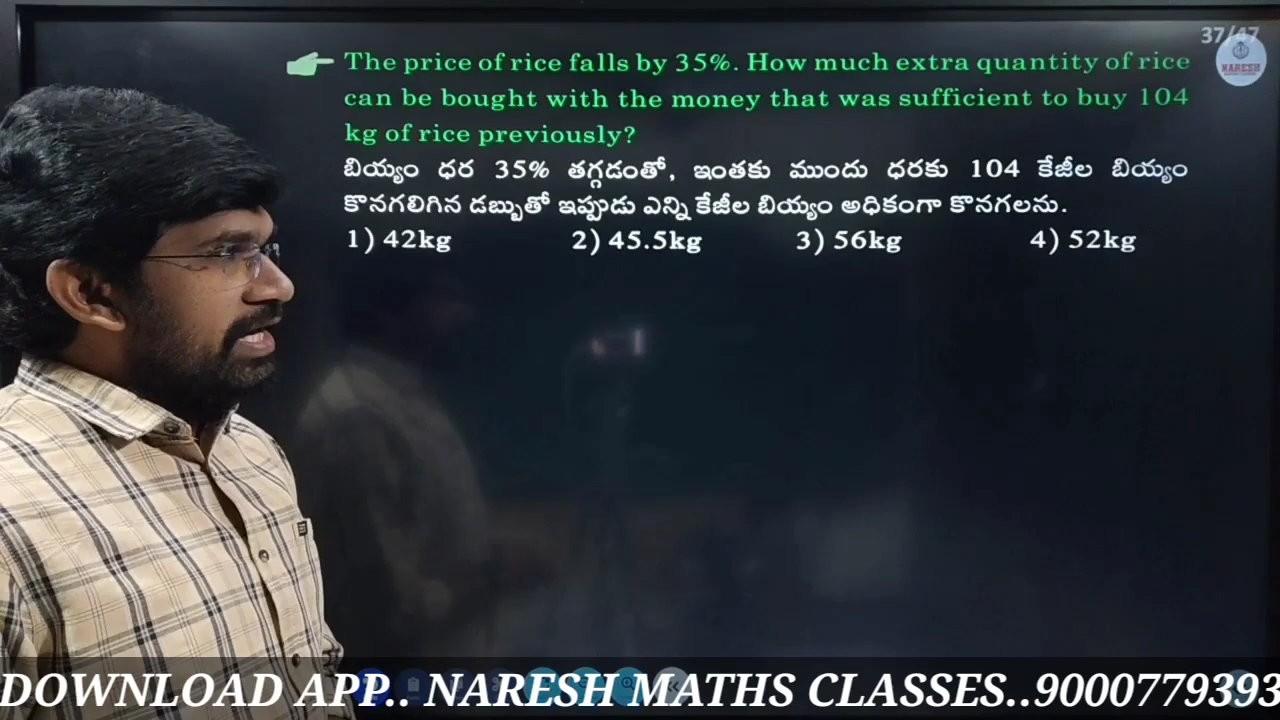 37/47
The price of rice falls by 35%. How much extra quantity of rice
can be bought with the money that was sufficient to buy 104
kg of rice previously?
బియ్యం ధర 35% తగ్గడంతో, ఇంతకు ముందు ధరకు 104 కేజీల బియ్యం
కొనగలిగిన డబ్బుతో ఇప్పుడు ఎన్ని కేజీల బియ్యం అధికంగా కొనగలను.
1) 42kg 2) 45.5kg 3) 56kg 4) 52kg
NARESH
DOWNLOAD APP.. NARESH MATHS CLASSES..9000779393